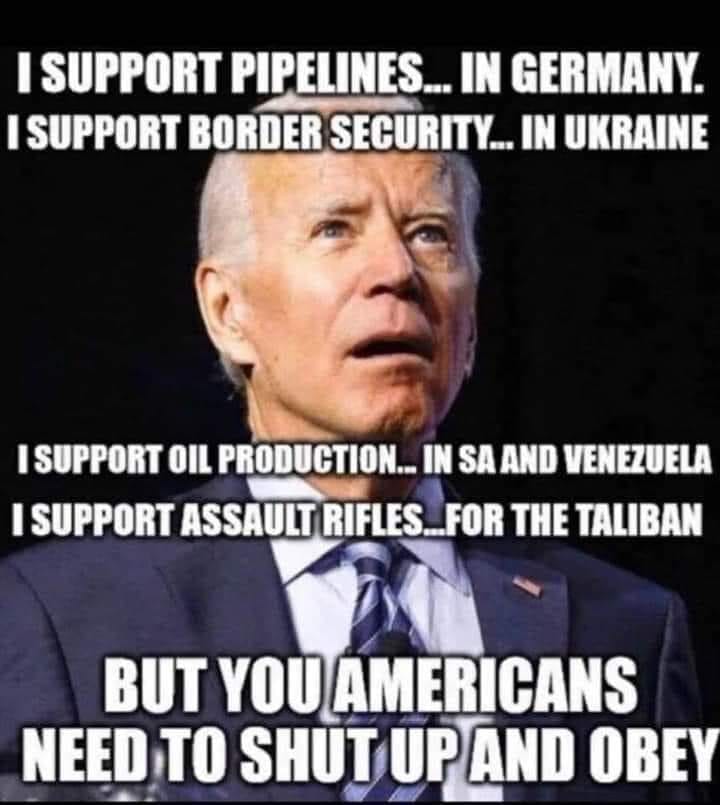 I SUPPORT PIPELINES... IN GERMANY.
I SUPPORT BORDER SECURITY... IN UKRAINE
I SUPPORT OIL PRODUCTION... IN SA AND VENEZUELA
I SUPPORT ASSAULT RIFLES...FOR THE TALIBAN
BUT YOU AMERICANS
NEED TO SHUT UP AND OBEY